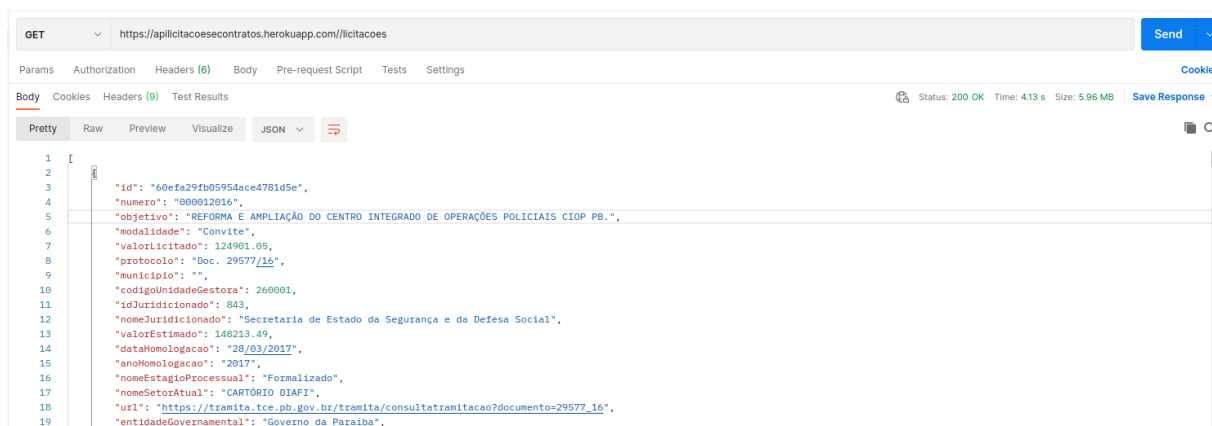 GET https://apilicitacoesecontratos.herokuapp.com//licitacoes Send
Params Authorization Headers (6) Body Pre-request Script Tests Settings Cookie
Body Cookies Headers (9) Test Results Status: 200 OK Time: 4.13 s Size: 5.96 MB Save Response
Pretty Raw Preview Visualize JSON
1 [
2 {
3 "id": "60efa29fb05954ace4781d5e",
4 "numero": "000012016",
5 "objetivo": "REFORMA E AMPLIAÇÃO DO CENTRO INTEGRADO DE OPERAÇÕES POLICIAIS CIOP PB.",
6 "modalidade": "Convite",
7 "valorLicitado": 124901.05,
8 "protocolo": "Doc. 29577/16",
9 "municipio": "",
10 "codigoUnidadeGestora": 260001,
11 "idJuridicionado": 843,
12 "nomeJuridicionado": "Secretaria de Estado da Segurança e da Defesa Social",
13 "valorEstimado": 148213.49,
14 "dataHomologacao": "28/03/2017",
15 "anoHomologacao": "2017",
16 "nomeEstagioProcessual": "Formalizado",
17 "nomeSetorAtual": "CARTÓRIO DIAFI",
18 "url": "https://tramita.tce.pb.gov.br/tramita/consultatramitacao?documento=29577_16",
19 "entidadeGovernamental": "Governo da Paraíba",